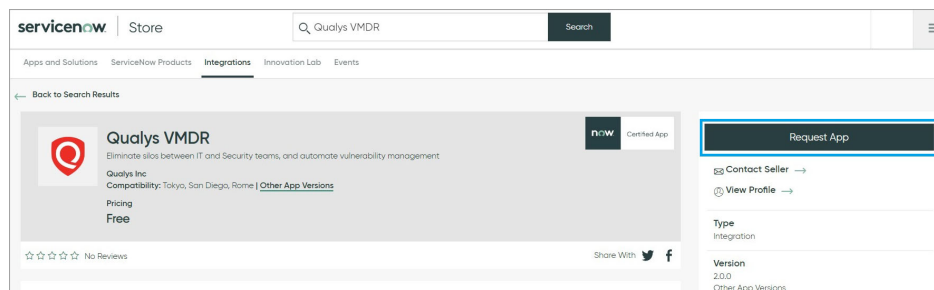 servicenow. Store
Qualys VMDR
Search
Apps and Solutions ServiceNow Products Integrations Innovation Lab Events
← Back to Search Results
Qualys VMDR
Eliminate silos between IT and Security teams, and automate vulnerability management
Qualys Inc
Compatibility: Tokyo, San Diego, Rome | Other App Versions
Pricing
Free
now Certified App
No Reviews
Share With
Request App
Contact Seller →
View Profile →
Type
Integration
Version
2.0.0
Other App Versions